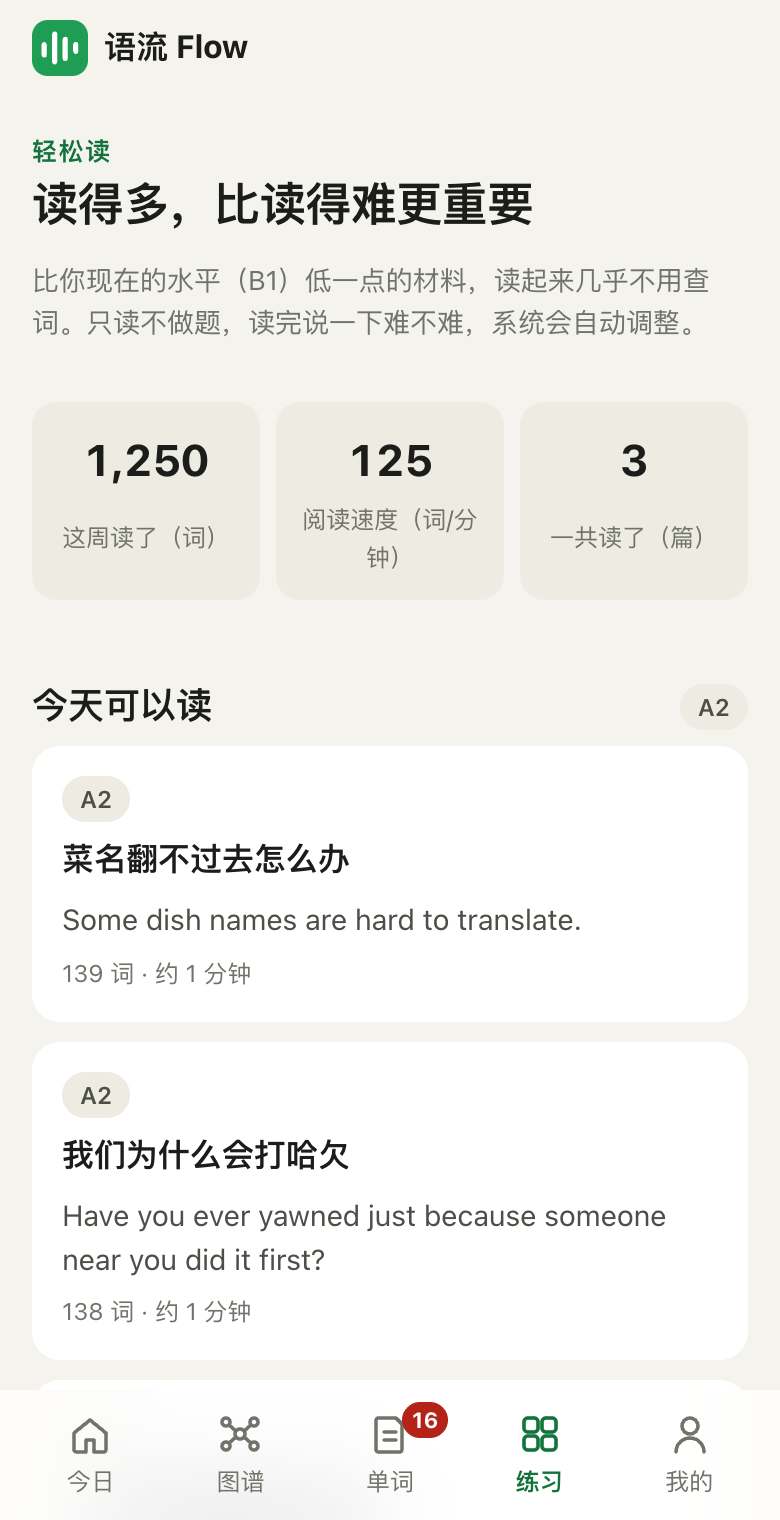 语流 Flow
轻松读
读得多，比读得难更重要
比你现在的水平（B1）低一点的材料，读起来几乎不用查
词。只读不做题，读完说一下难不难，系统会自动调整。
1,250
这周读了（词）
125
阅读速度（词/分
钟）
3
一共读了（篇）
今天可以读
A2
A2
菜名翻不过去怎么办
Some dish names are hard to translate.
139 词 · 约 1 分钟
A2
我们为什么会打哈欠
Have you ever yawned just because someone
near you did it first?
138 词 · 约 1 分钟
16
今日
图谱
单词
练习
我的